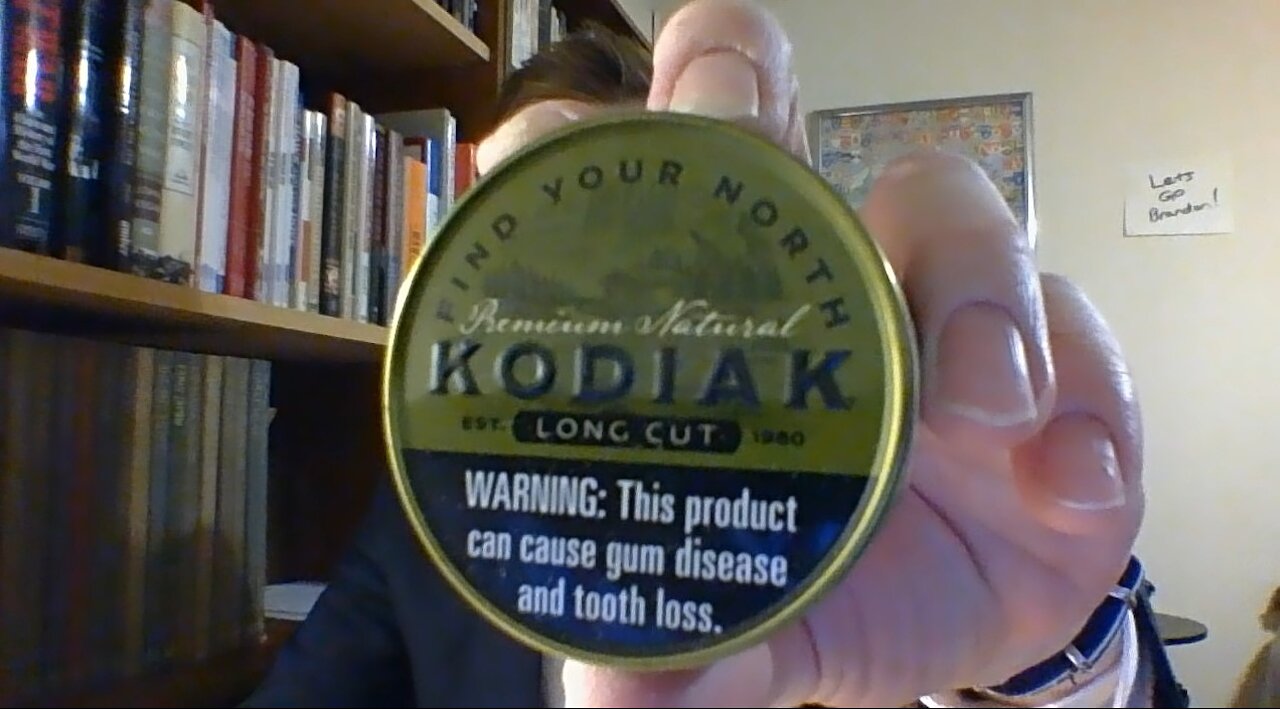 FIND YOUR NORTH
Premium Natural
KODIAK
EST. LONG CUT 1980
WARNING: This product
can cause gum disease
and tooth loss.
Lets
GO
Brandon!